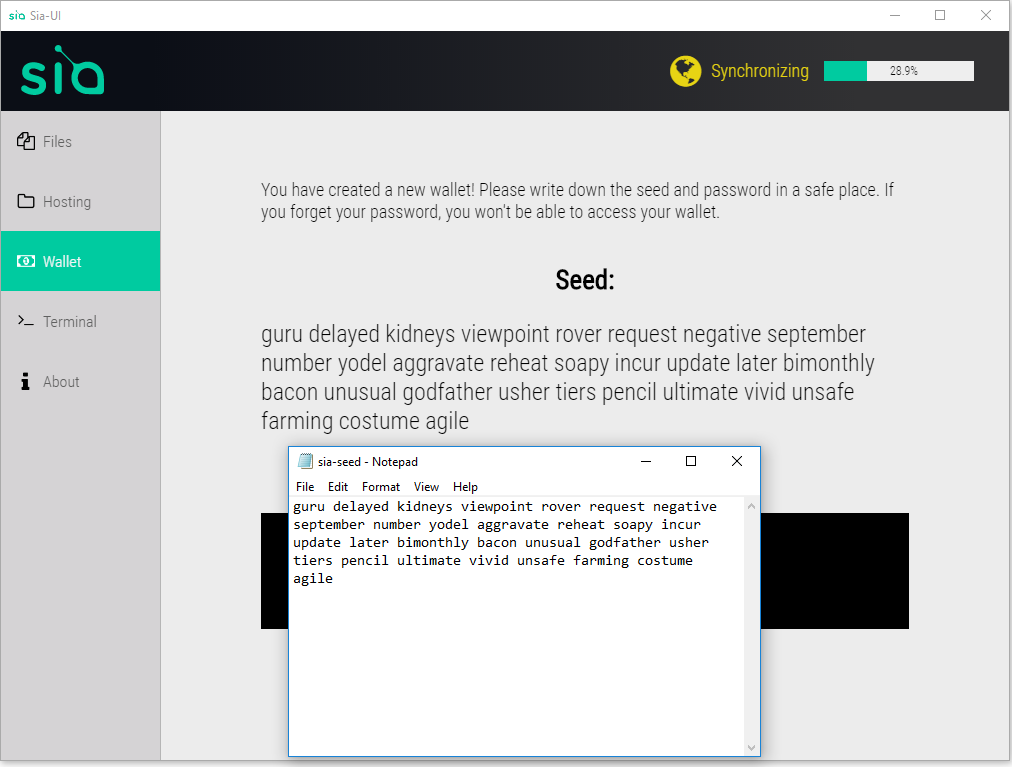 sia Sia-UI
sia
Synchronizing 28.9%
Files
Hosting
Wallet
Terminal
About
You have created a new wallet! Please write down the seed and password in a safe place. If
you forget your password, you won't be able to access your wallet.
Seed:
guru delayed kidneys viewpoint rover request negative september
number yodel aggravate reheat soapy incur update later bimonthly
bacon unusual godfather usher tiers pencil ultimate vivid unsafe
farming costume agile
sia-seed - Notepad
File Edit Format View Help
guru delayed kidneys viewpoint rover request negative
september number yodel aggravate reheat soapy incur
update later bimonthly bacon unusual godfather usher
tiers pencil ultimate vivid unsafe farming costume
agile